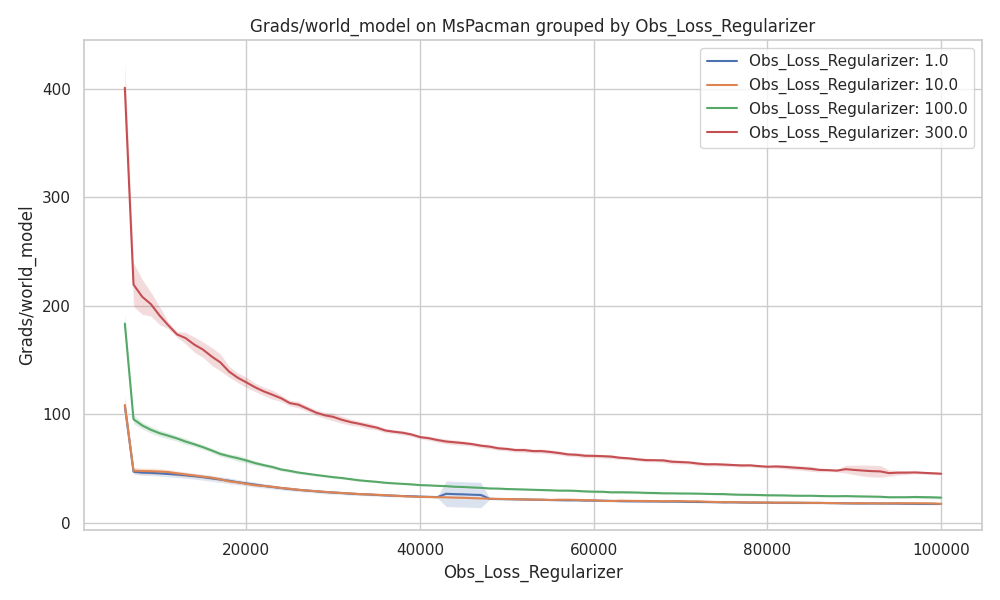 Grads/world_model on MsPacman grouped by Obs_Loss_Regularizer
Obs_Loss_Regularizer: 1.0
Obs_Loss_Regularizer: 10.0
Obs_Loss_Regularizer: 100.0
Obs_Loss_Regularizer: 300.0
Grads/world_model
400
300
200
100
0
20000 40000 60000 80000 100000
Obs_Loss_Regularizer